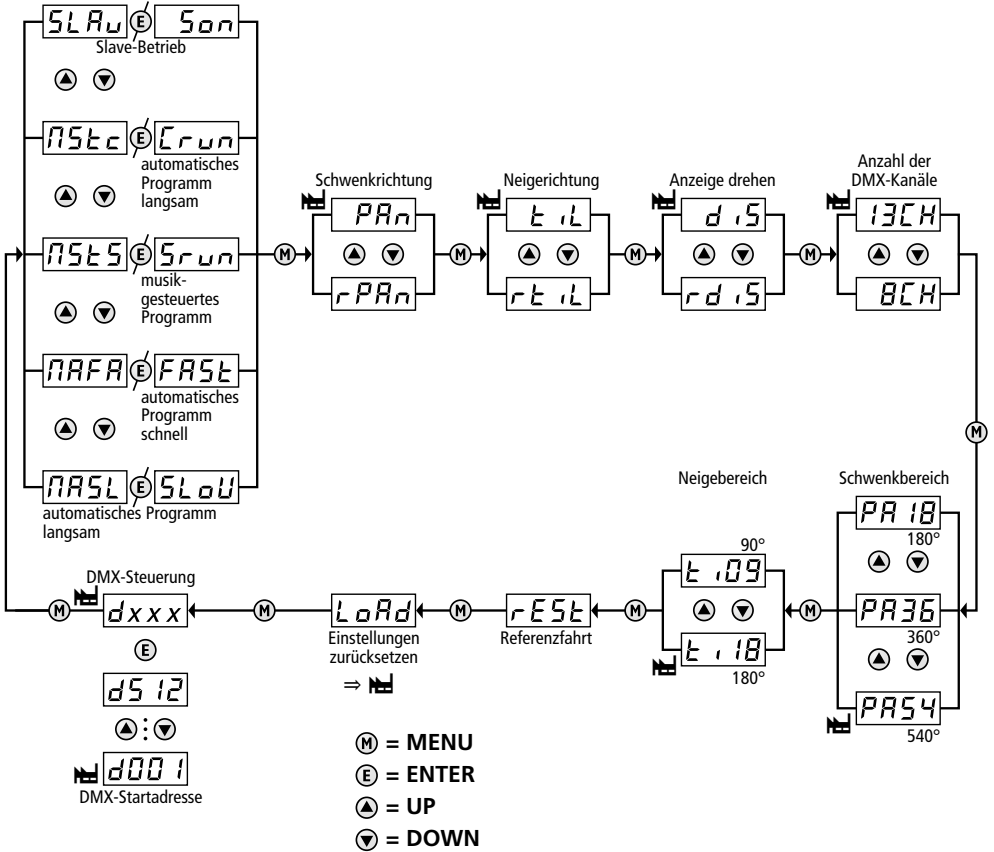 SLAv E Son
Slave-Betrieb
MStc E Crun
automatisches
Programm
langsam
MStS E Srun
musik-
gesteuertes
Programm
MAFA E FASt
automatisches
Programm
schnell
MASL E SLoU
automatisches Programm
langsam
M
Schwenkrichtung
PAn
rPAn
M
Neigerichtung
tiL
rtiL
M
Anzeige drehen
diS
rdiS
M
Anzahl der
DMX-Kanäle
13CH
8CH
M
Schwenkbereich
PA18
180°
PA36
360°
PA54
540°
M
Neigebereich
90°
ti09
ti18
180°
M
rESt
Referenzfahrt
M
LoAd
Einstellungen
zurücksetzen
⇒
M
DMX-Steuerung
dxxx
M
E
d512
:
d001
DMX-Startadresse
M = MENU
E = ENTER
▲ = UP
▼ = DOWN